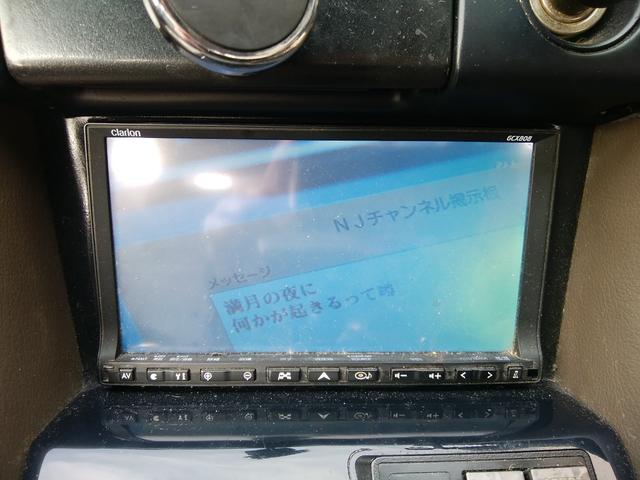 clarion
GCX808
NJチャンネル掲示板
メッセージ
満月の夜に
何かが起きるって噂
AV